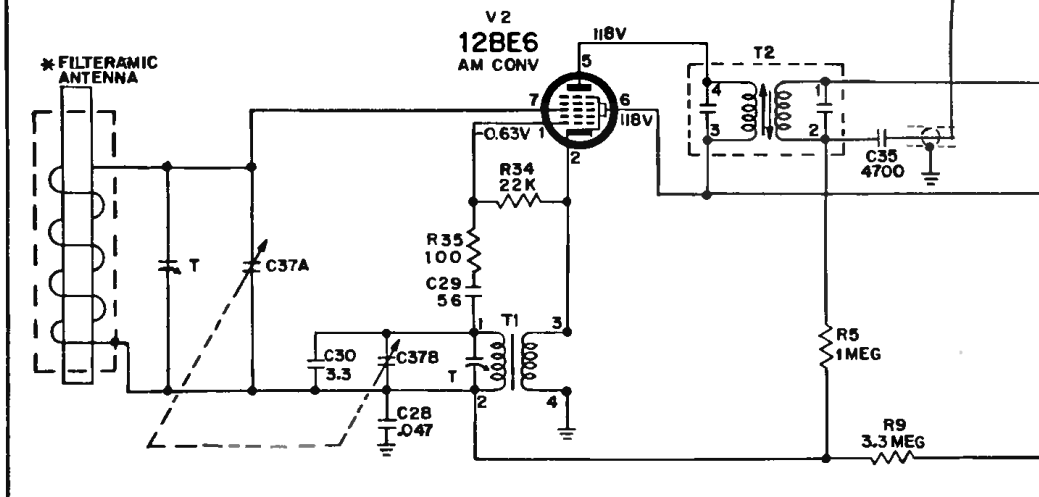 V2
12BE6
AM CONV
118V
5
T2
* FILTERAMIC
ANTENNA
7
6
118V
-0.63V 1
2
4
3
1
2
C35
4700
R34
22K
R35
100
C29
56
T
C37A
T1
1
3
C30
3.3
C37B
T
2
4
C28
.047
R5
1MEG
R9
3.3MEG